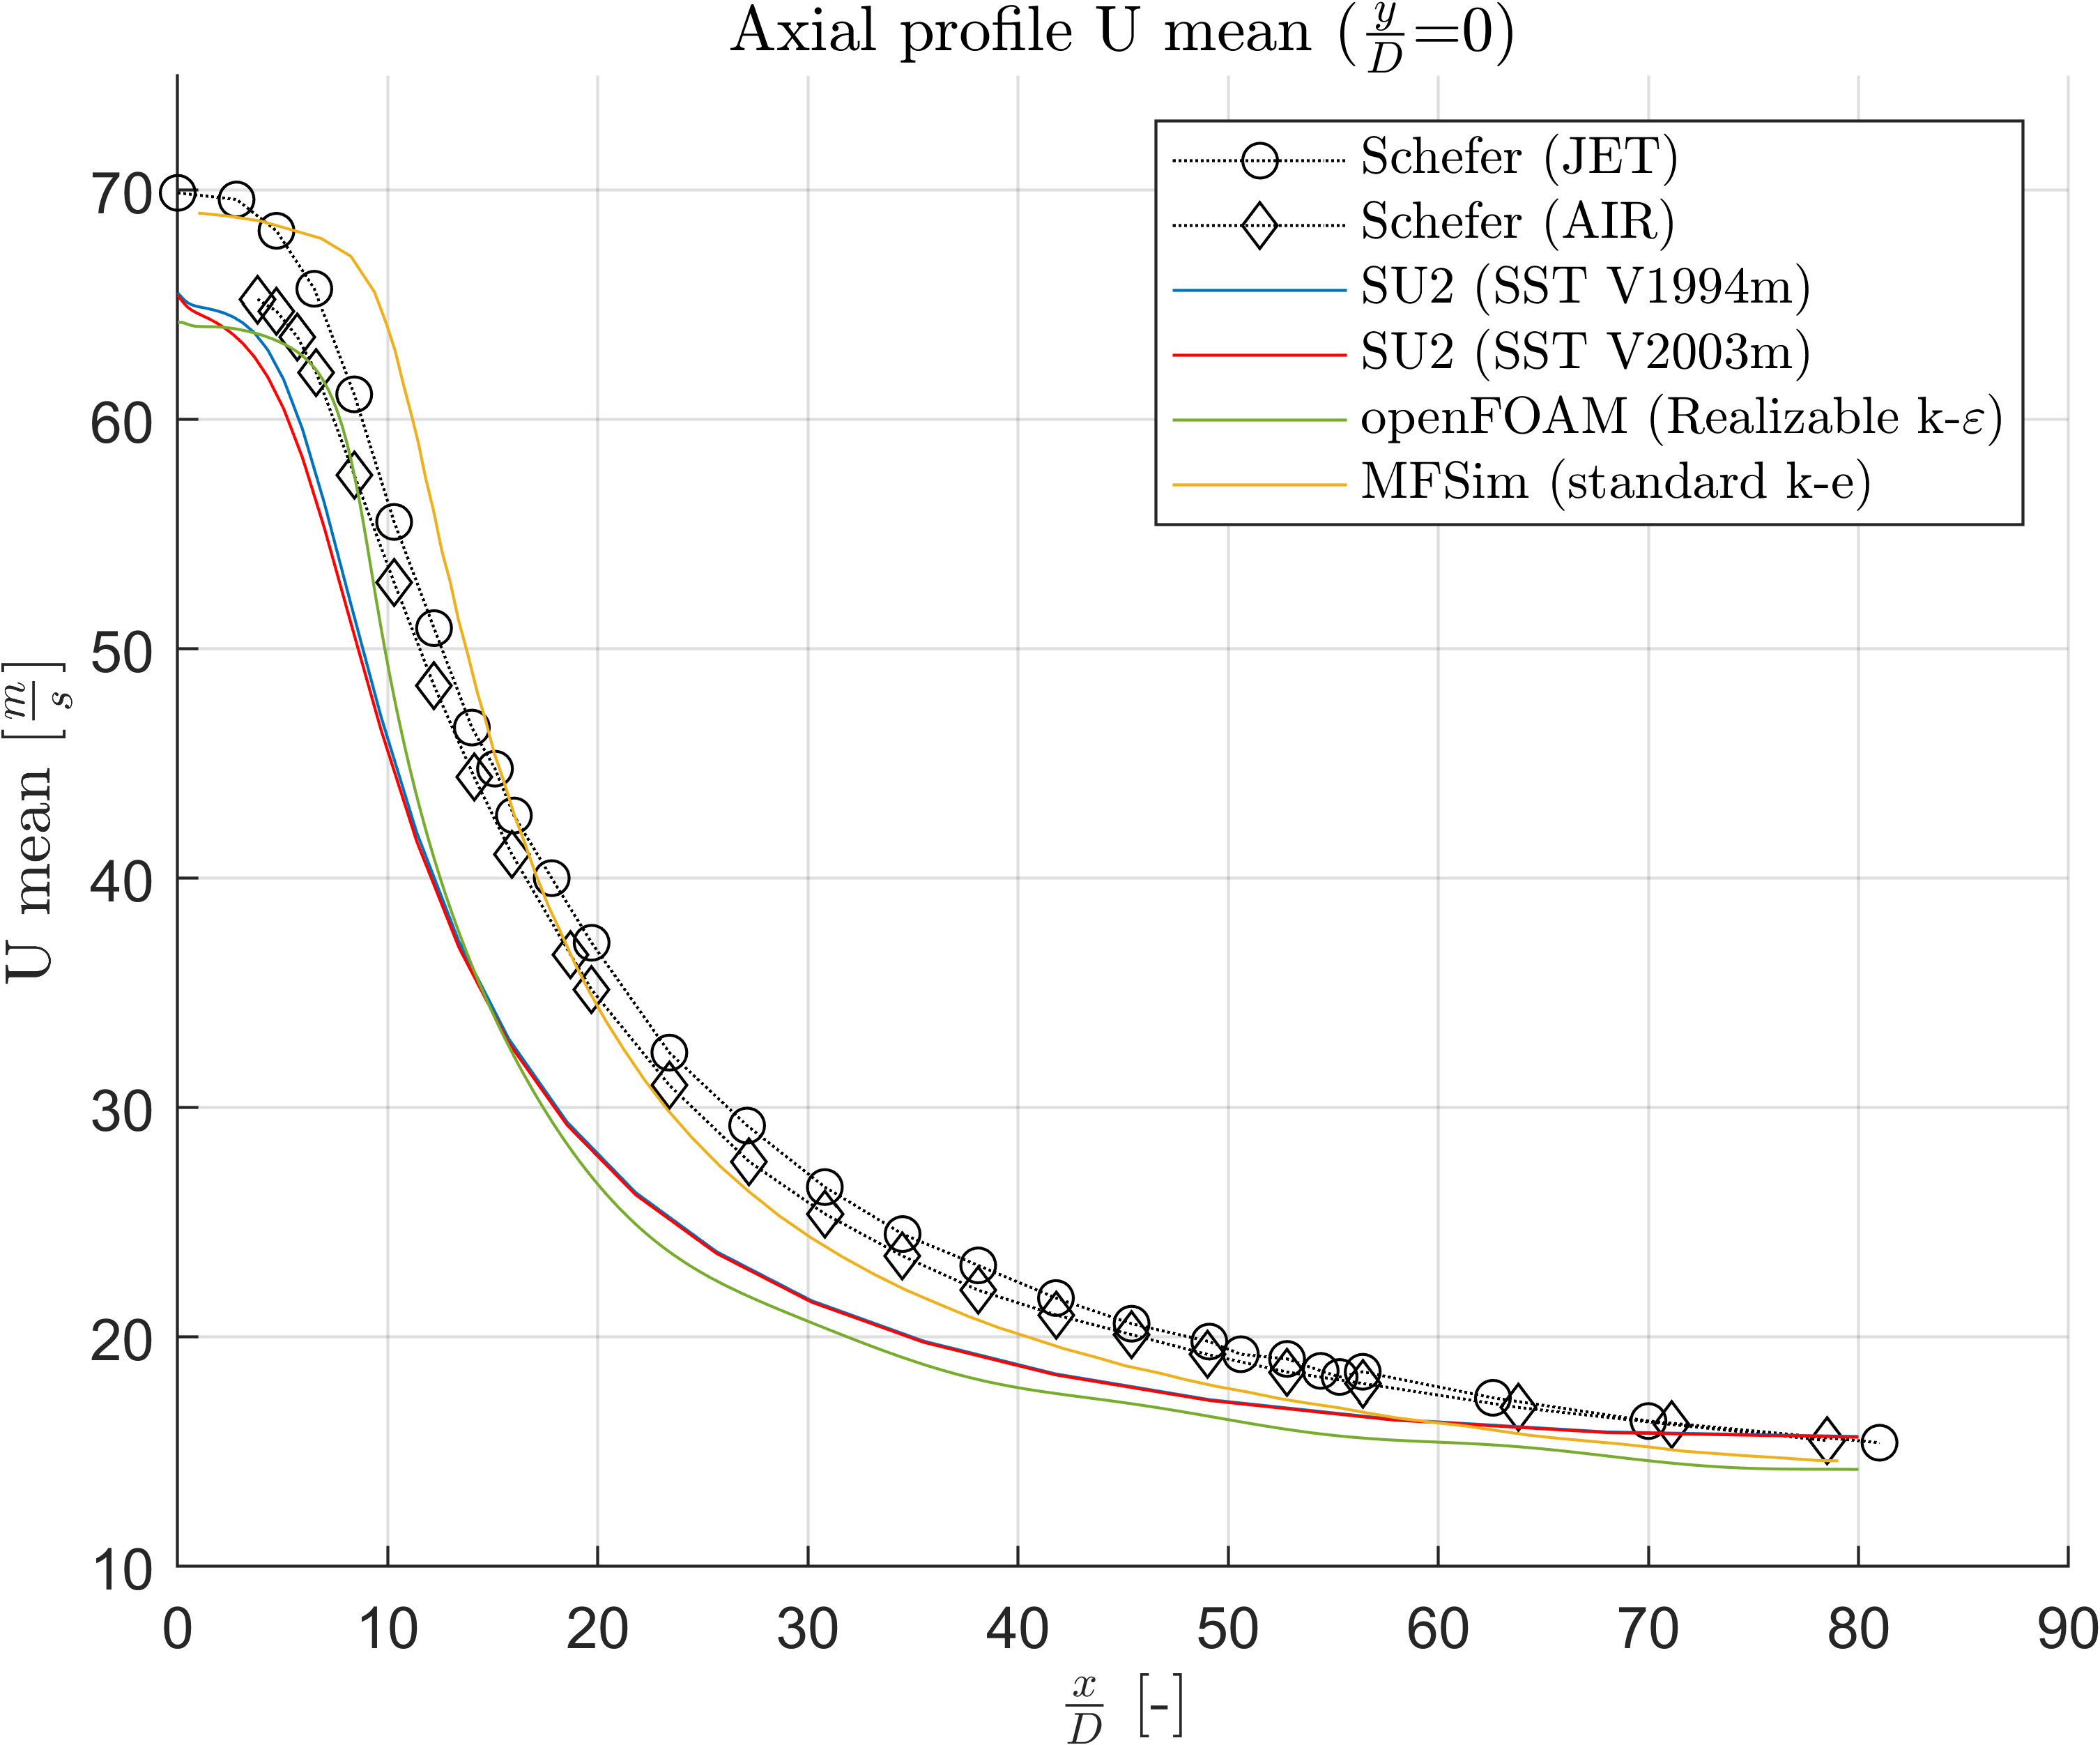 Axial profile U mean (y/D=0)
Schefer (JET)
Schefer (AIR)
SU2 (SST V1994m)
SU2 (SST V2003m)
openFOAM (Realizable k-ε)
MFSim (standard k-e)
U mean [m/s]
70
60
50
40
30
20
10
0 10 20 30 40 50 60 70 80 90
x/D [-]